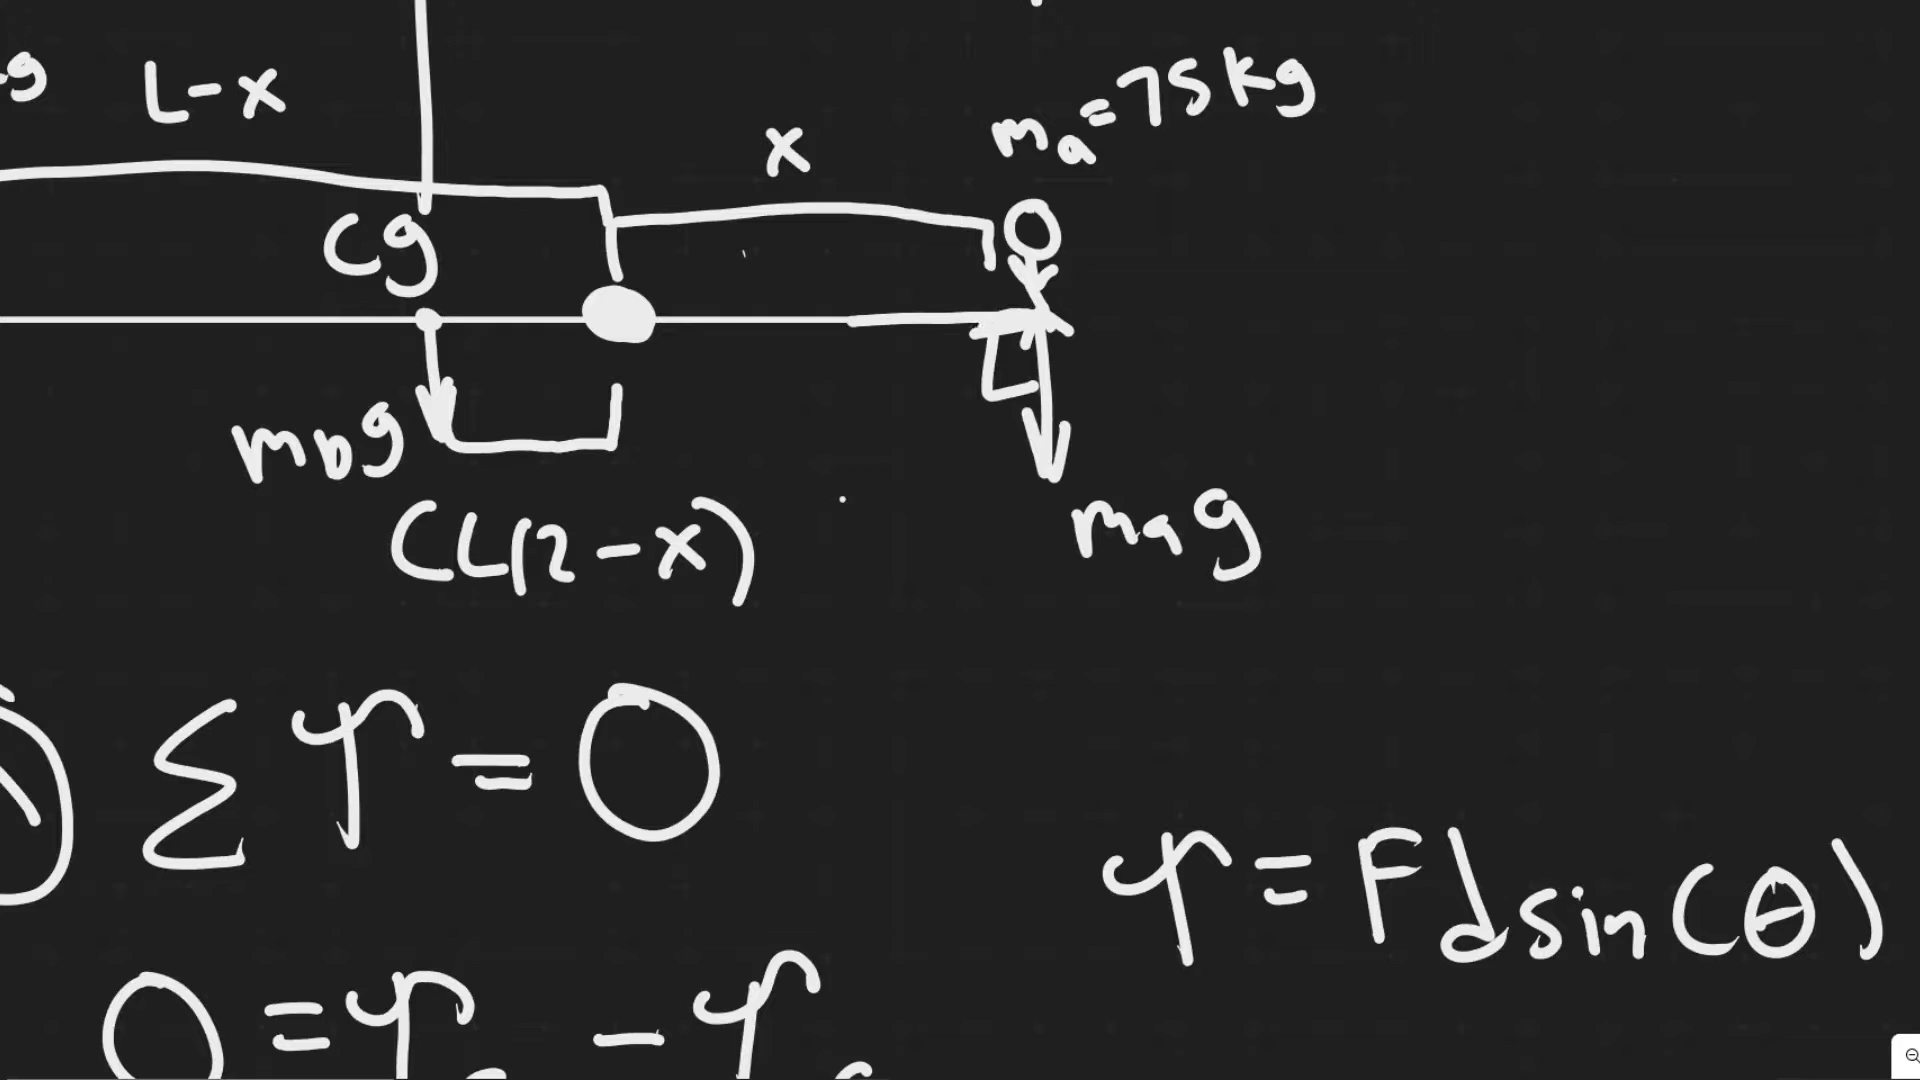 g L-x
x
ma=75kg
Cg
mbg
(L/2-x)
mag
Στ=0
τ=Fdsin(θ)
0=τ -τ